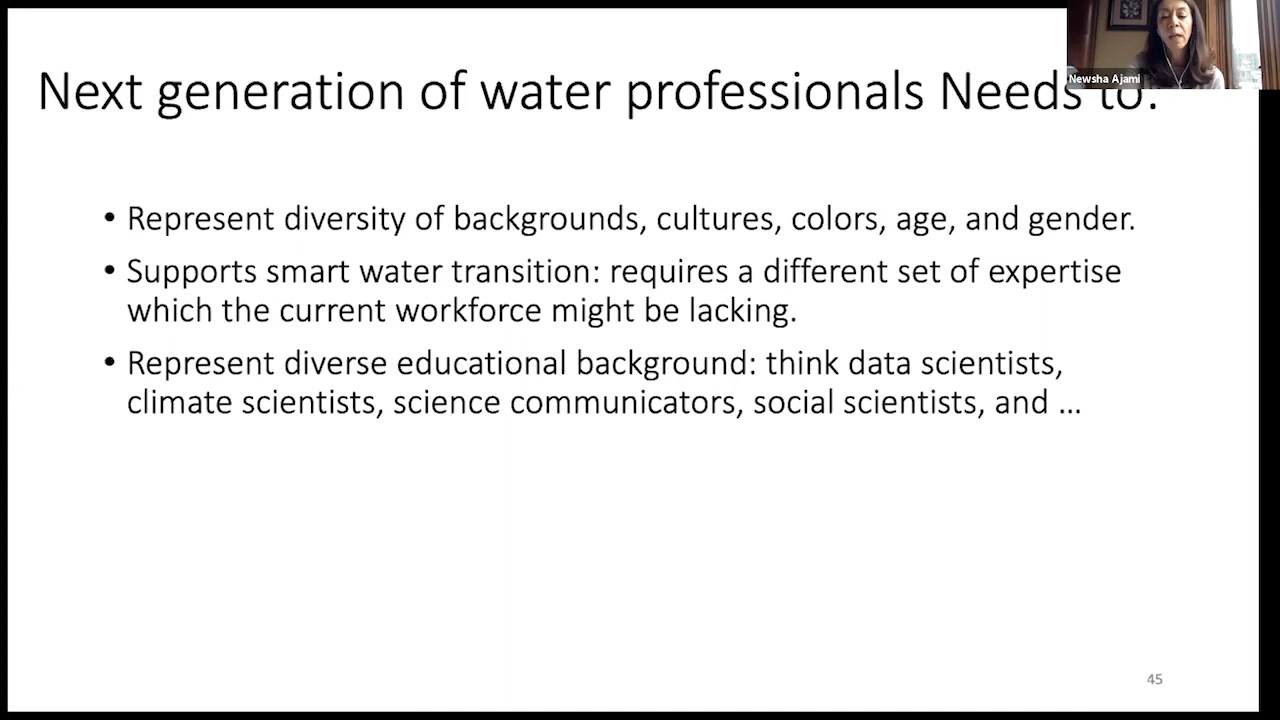 Next generation of water professionals Needs to:
Newsha Ajami
• Represent diversity of backgrounds, cultures, colors, age, and gender.
• Supports smart water transition: requires a different set of expertise
which the current workforce might be lacking.
• Represent diverse educational background: think data scientists,
climate scientists, science communicators, social scientists, and ...
45